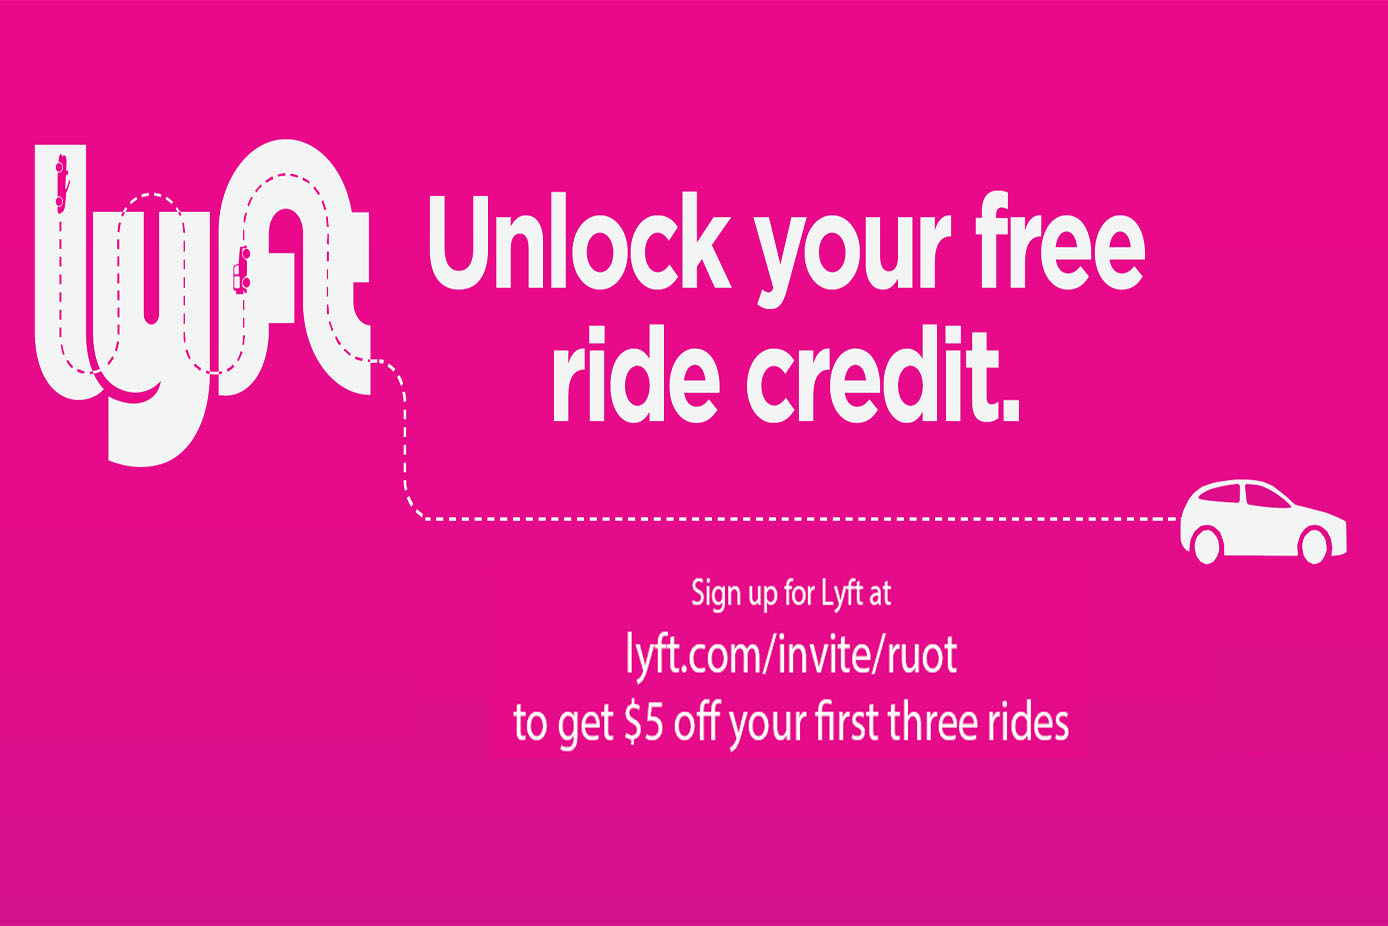 lyft
Unlock your free
ride credit.
Sign up for Lyft at
lyft.com/invite/ruot
to get $5 off your first three rides